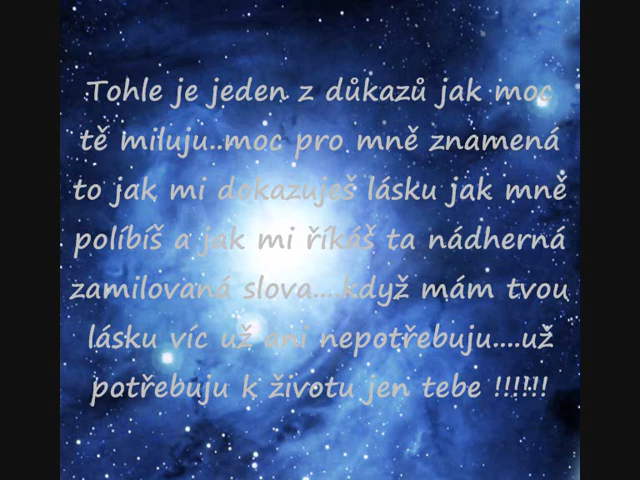 Tohle je jeden z důkazů jak moc
tě miluju..moc pro mně znamená
to jak mi dokazuješ lásku jak mně
políbíš a jak mi říkáš ta nádherná
zamilovaná slova....když mám tvou
lásku víc už ani nepotřebuju....už
potřebuju k životu jen tebe !!!!!!